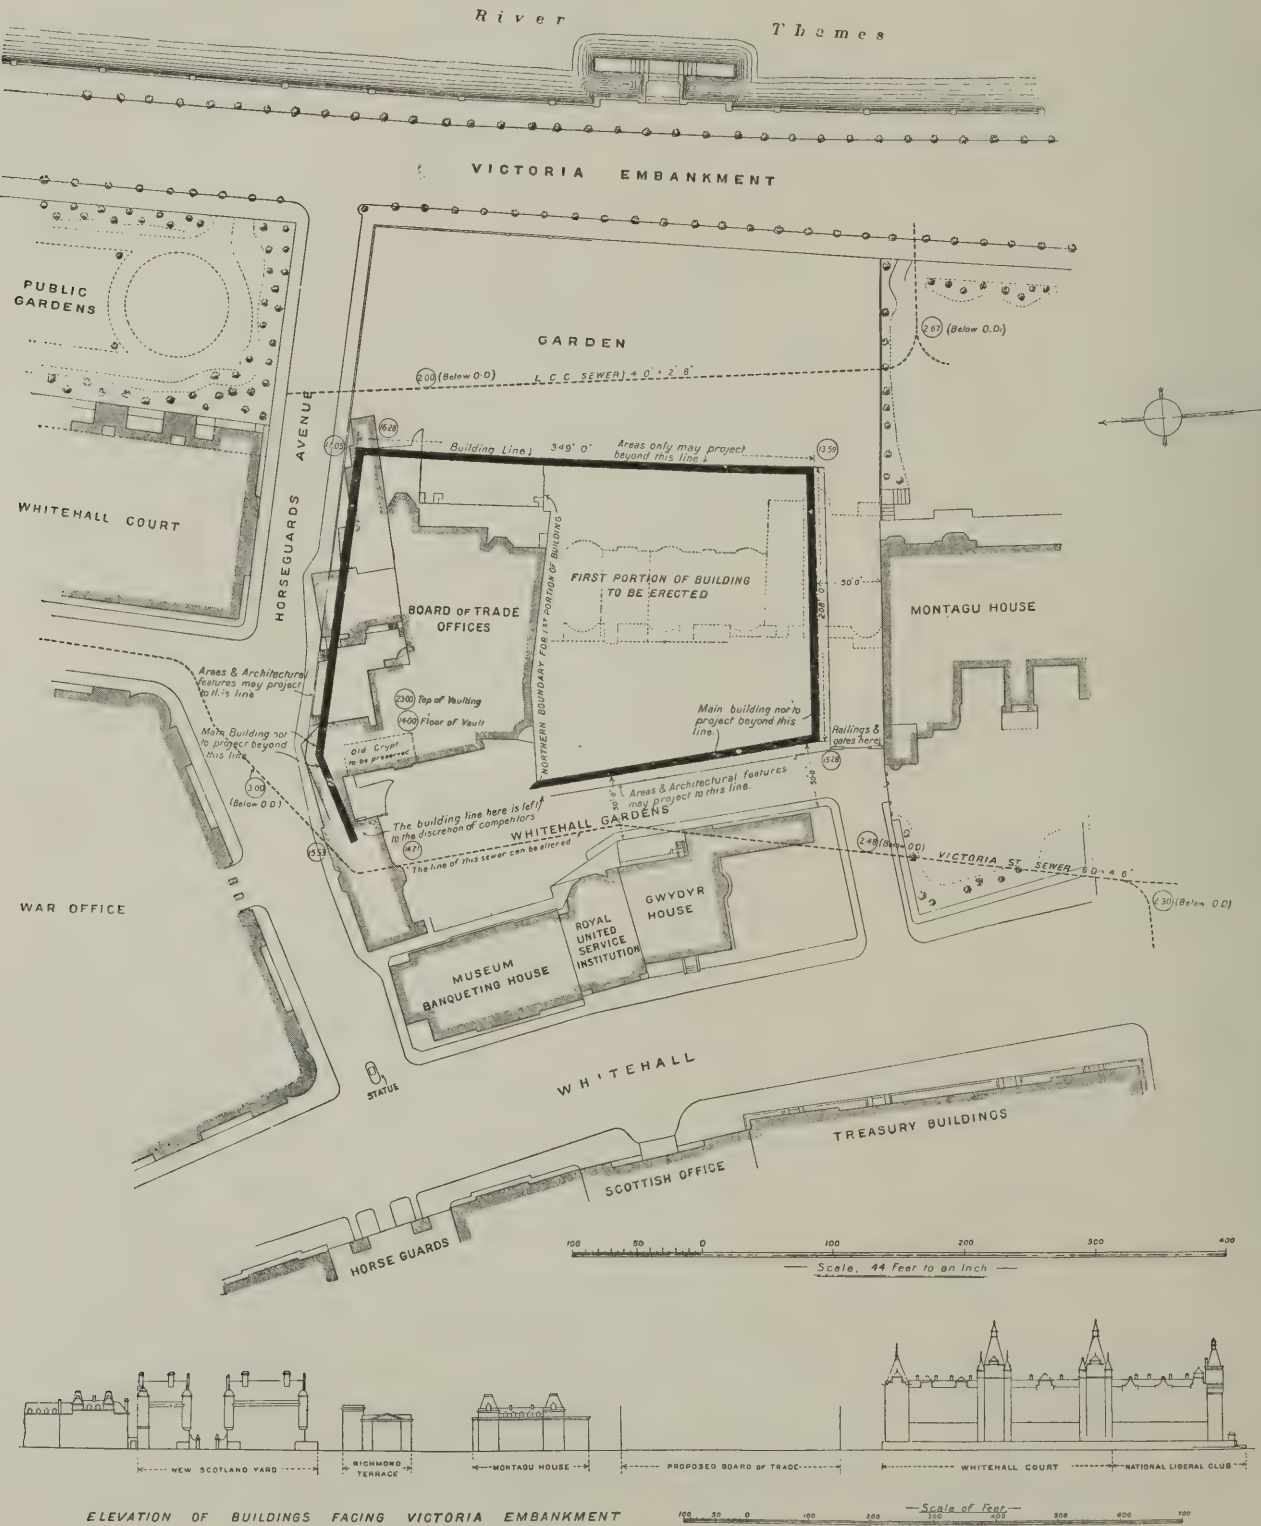 River Thames
VICTORIA EMBANKMENT
PUBLIC
GARDENS
GARDEN
2.67 (Below O.D.)
2.00 (Below O.D)
L.C.C. SEWER) 4' 0" × 2' 8"
HORSEGUARDS AVENUE
16.28
17.05
Building Line
349' 0"
Areas only may project
beyond this line
13.59
WHITEHALL COURT
NORTHERN BOUNDARY FOR 1ST PORTION OF BUILDING
FIRST PORTION OF BUILDING
TO BE ERECTED
208' 0"
50' 0"
MONTAGU HOUSE
BOARD OF TRADE
OFFICES
Areas & Architectural
features may project
to this line
23.00 Top of Vaulting
14.00 Floor of Vault
Main Building not
to project beyond
this line
Old Crypt
to be preserved
Main building not to
project beyond this
line.
Railings &
gates here
15.28
3.00
(Below O.D)
Areas & Architectural features
may project to this line.
50' 0"
50' 0"
The building line here is left
to the discretion of competitors
WHITEHALL GARDENS
15.53
14.21
The line of this sewer can be altered
2.48 (Below O.D)
VICTORIA ST. SEWER
2.30 (Below O.D)
WAR OFFICE
GWYDYR
HOUSE
ROYAL
UNITED
SERVICE
INSTITUTION
MUSEUM
BANQUETING HOUSE
STATUE
WHITEHALL
TREASURY BUILDINGS
SCOTTISH OFFICE
HORSE GUARDS
100 50 0 100 200 300 400
Scale, 44 Feet to an Inch
NEW SCOTLAND YARD
RICHMOND
TERRACE
MONTAGU HOUSE
PROPOSED BOARD OF TRADE
WHITEHALL COURT
NATIONAL LIBERAL CLUB
ELEVATION OF BUILDINGS FACING VICTORIA EMBANKMENT
Scale of Feet
100 50 0 100 200 300 400 500 600 700